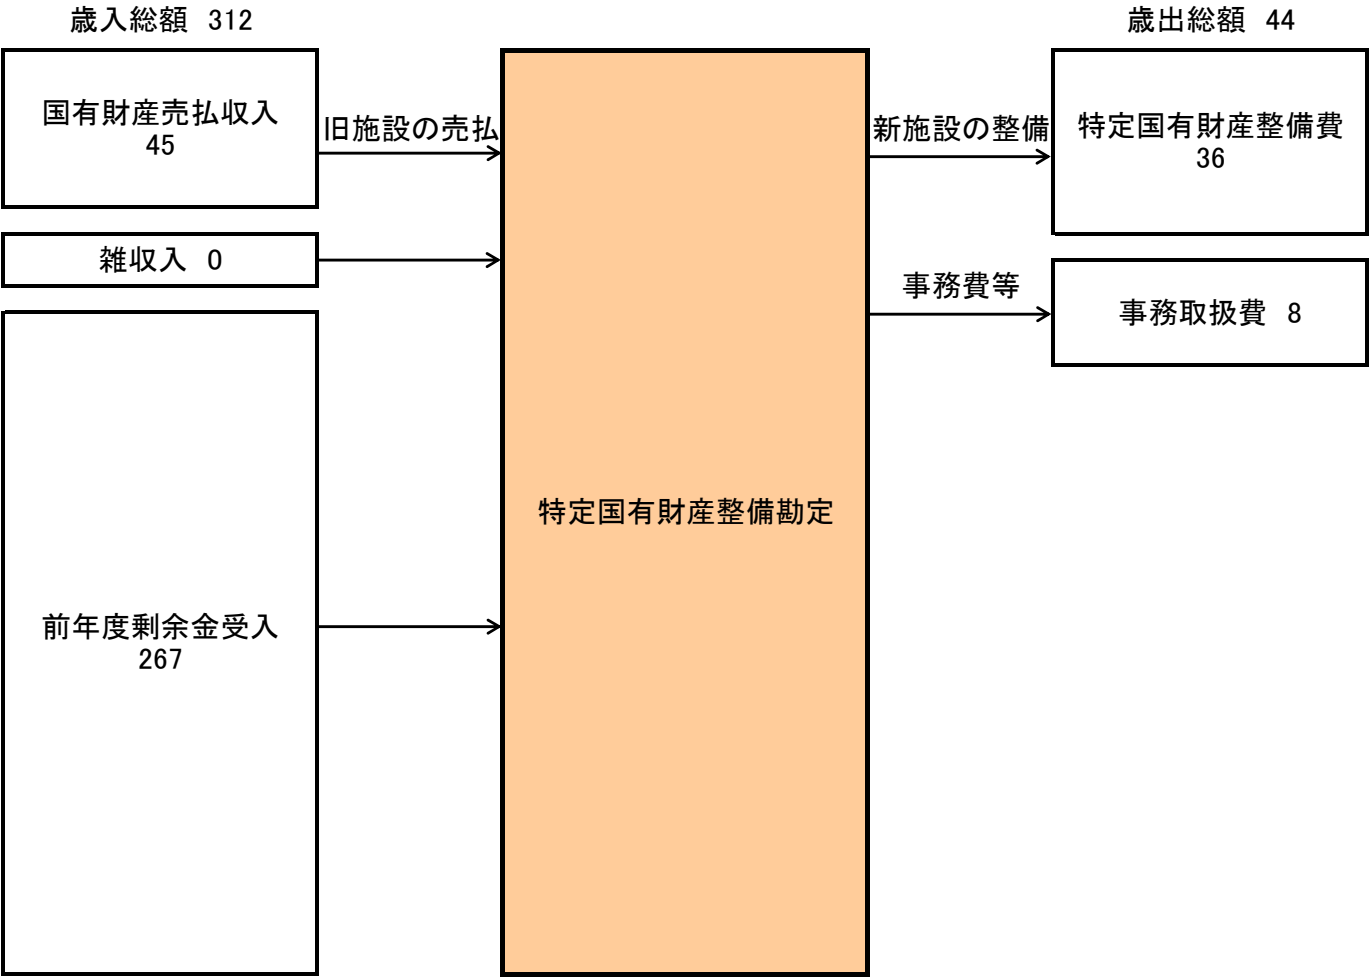 歳入総額 312
歳出総額 44
国有財産売払収入
45
旧施設の売払
雑収入 0
前年度剰余金受入
267
特定国有財産整備勘定
新施設の整備
特定国有財産整備費
36
事務費等
事務取扱費 8